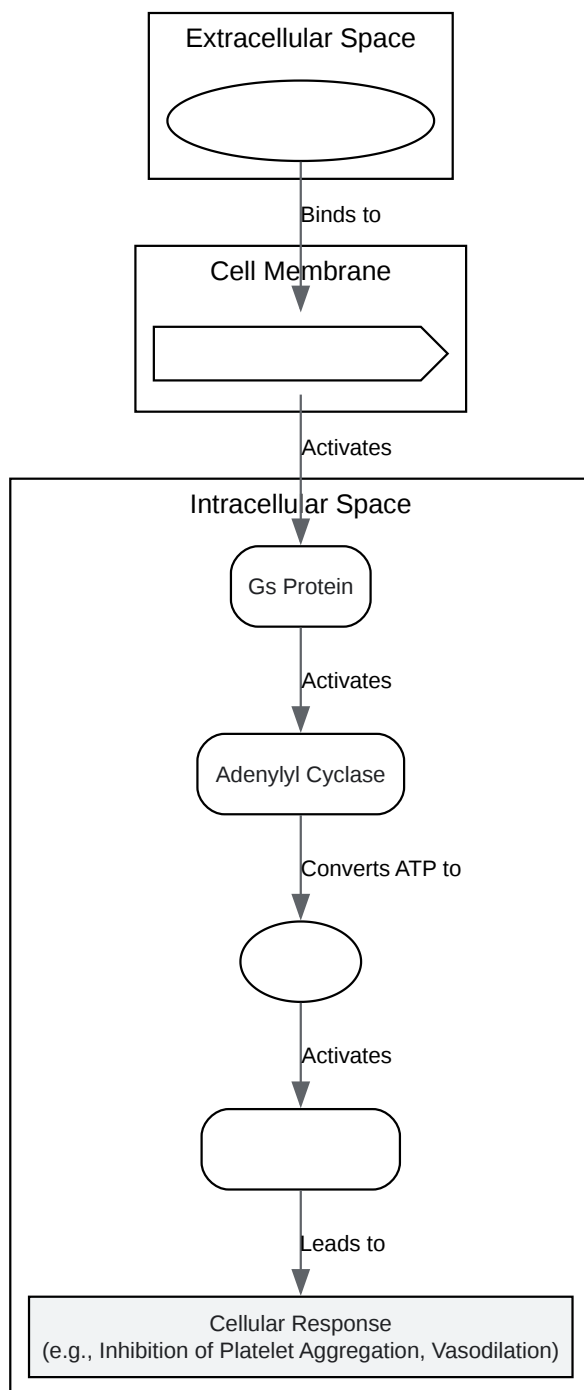 Extracellular Space
Binds to
Cell Membrane
Activates
Intracellular Space
Gs Protein
Activates
Adenylyl Cyclase
Converts ATP to
Activates
Leads to
Cellular Response
(e.g., Inhibition of Platelet Aggregation, Vasodilation)